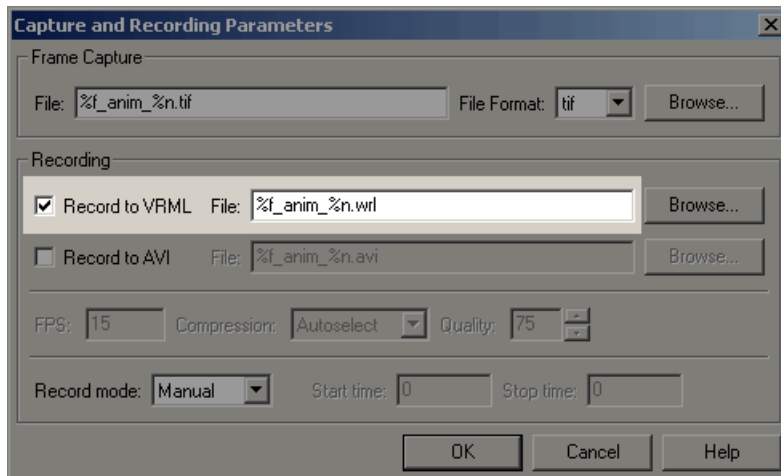 Capture and Recording Parameters
Frame Capture
File: %f_anim_%n.tif File Format: tif Browse...
Recording
Record to VRML File: %f_anim_%n.wrl Browse...
Record to AVI File: %f_anim_%n.avi Browse...
FPS: 15 Compression: Autoselect Quality: 75
Record mode: Manual Start time: 0 Stop time: 0
OK Cancel Help